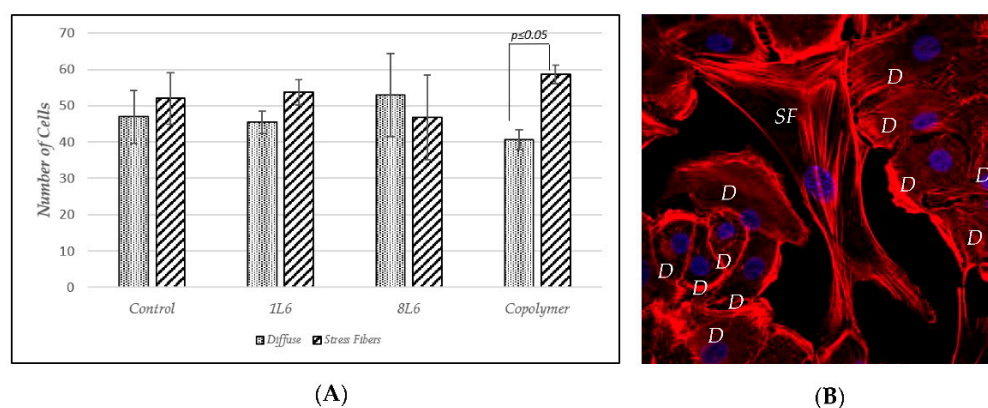 p≤0.05
70
60
50
40
30
20
10
0
Number of Cells
Control 1L6 8L6 Copolymer
Diffuse Stress Fibers
(A)
D
SF
D
D
D
D
D
D
D
D
D
D
(B)